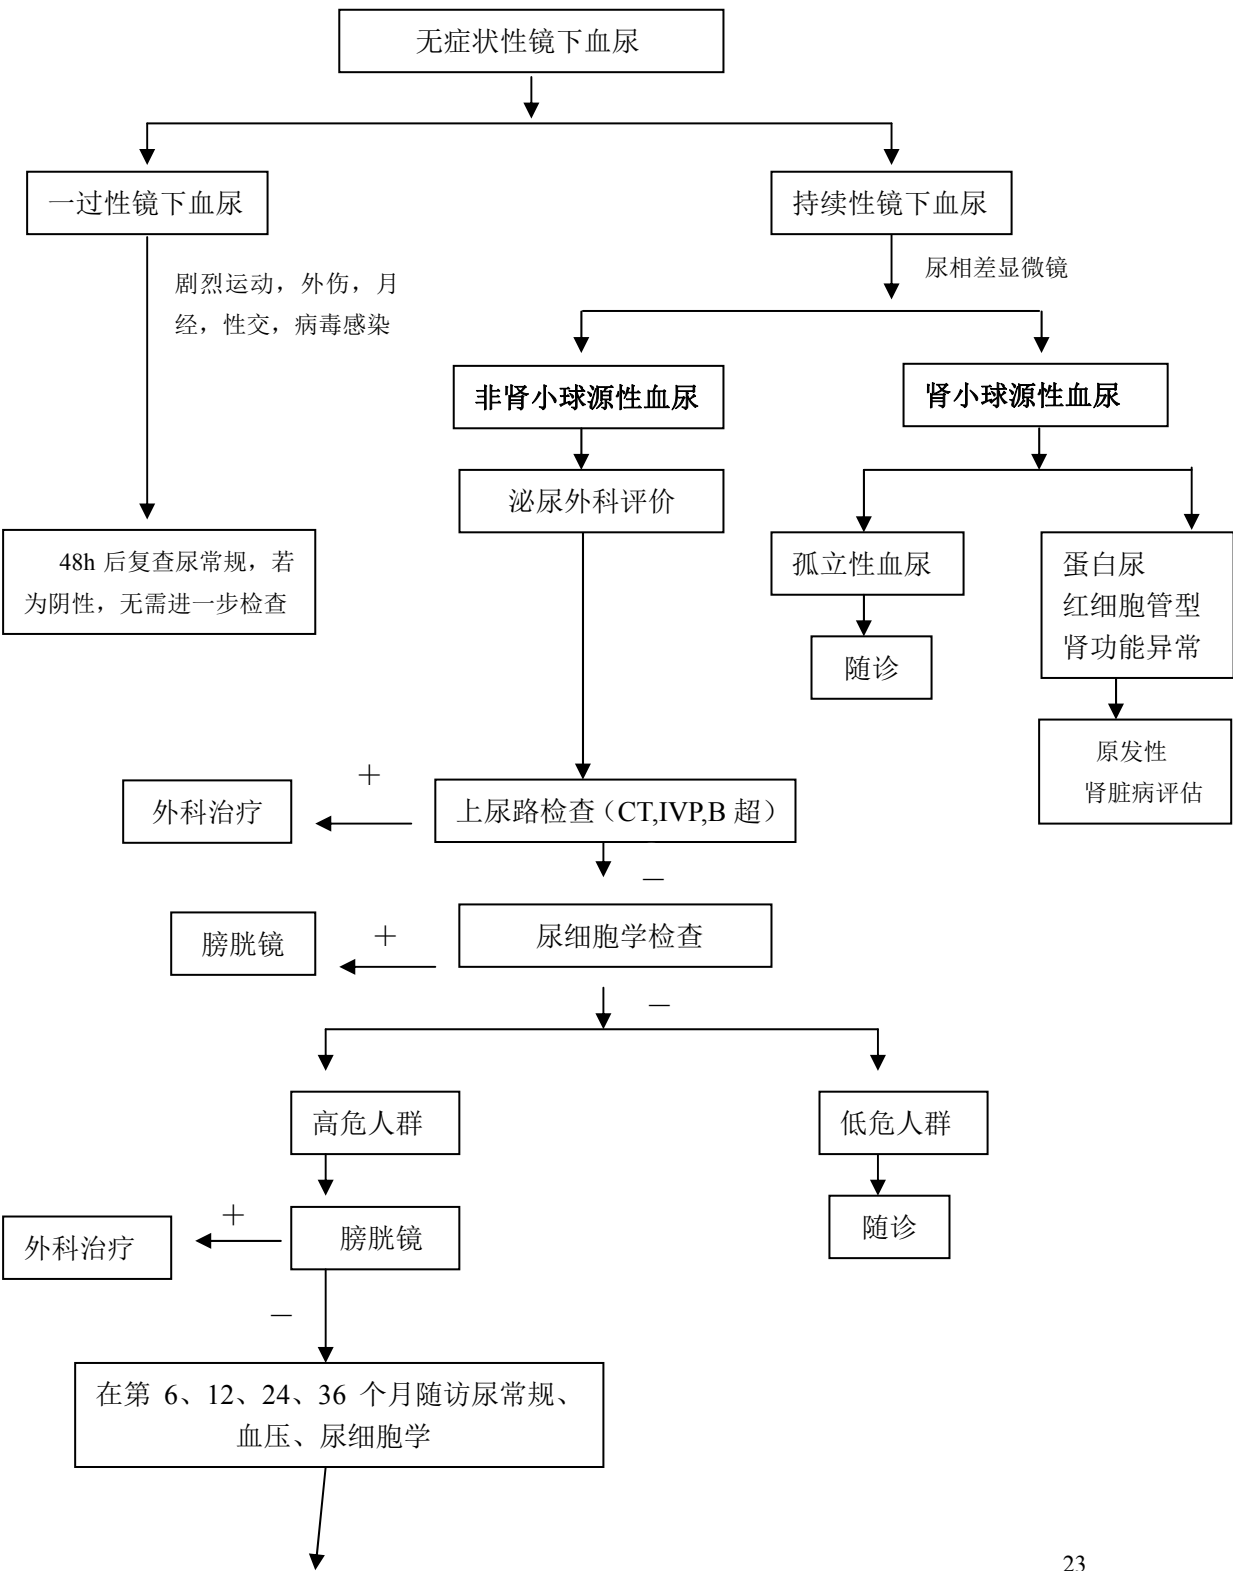 无症状性镜下血尿
一过性镜下血尿
持续性镜下血尿
剧烈运动，外伤，月
经，性交，病毒感染
尿相差显微镜
非肾小球源性血尿
肾小球源性血尿
泌尿外科评价
48h 后复查尿常规，若
为阴性，无需进一步检查
孤立性血尿
蛋白尿
红细胞管型
肾功能异常
随诊
原发性
肾脏病评估
外科治疗
＋
上尿路检查（CT,IVP,B 超）
－
膀胱镜
＋
尿细胞学检查
－
高危人群
低危人群
外科治疗
＋
膀胱镜
随诊
－
在第 6、12、24、36 个月随访尿常规、
血压、尿细胞学
23